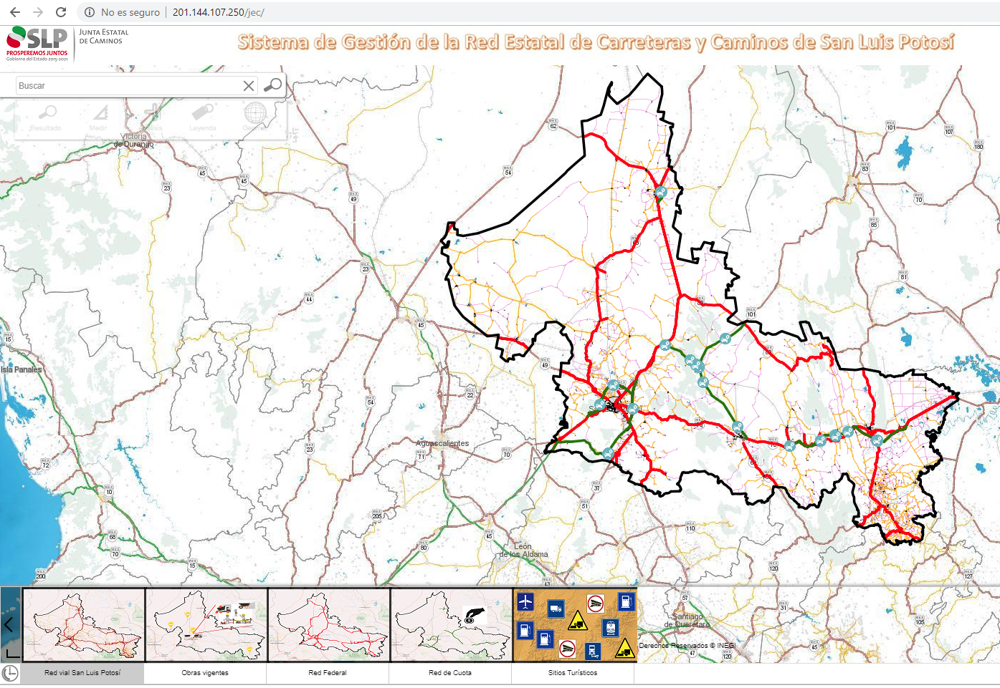 No es seguro
201.144.107.250/jec/
SLP
PROSPEREMOS JUNTOS
Gobierno del Estado 2015-2021
JUNTA ESTATAL
DE CAMINOS
Sistema de Gestión de la Red Estatal de Carreteras y Caminos de San Luis Potosí
Buscar
Resultado
Medir
Leyenda
Victoria
de Durango
62
101
107
180
54
45
45
23
49
83
70
85
23
81
44
101
45
15
49
Isla Panales
22
54
Aguascalientes
71
70
23
72
10
37
51
205
45
110
68
70
80
León
de los Aldama
15
200
43
120
127
57
31
105
Santiago
de Querétaro
Derechos Reservados © INEGI
47
120
45
Red vial San Luis Potosí
Obras vigentes
Red Federal
Red de Cuota
Sitios Turísticos